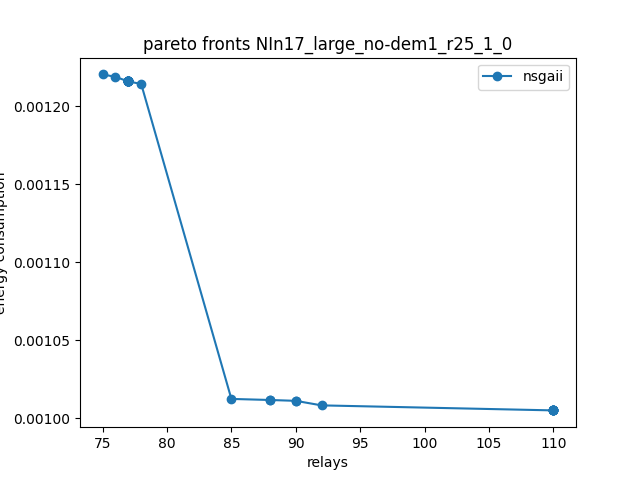 pareto fronts NIn17_large_no-dem1_r25_1_0
nsgaii
0.00120
0.00115
0.00110
0.00105
0.00100
energy consumption
75 80 85 90 95 100 105 110
relays